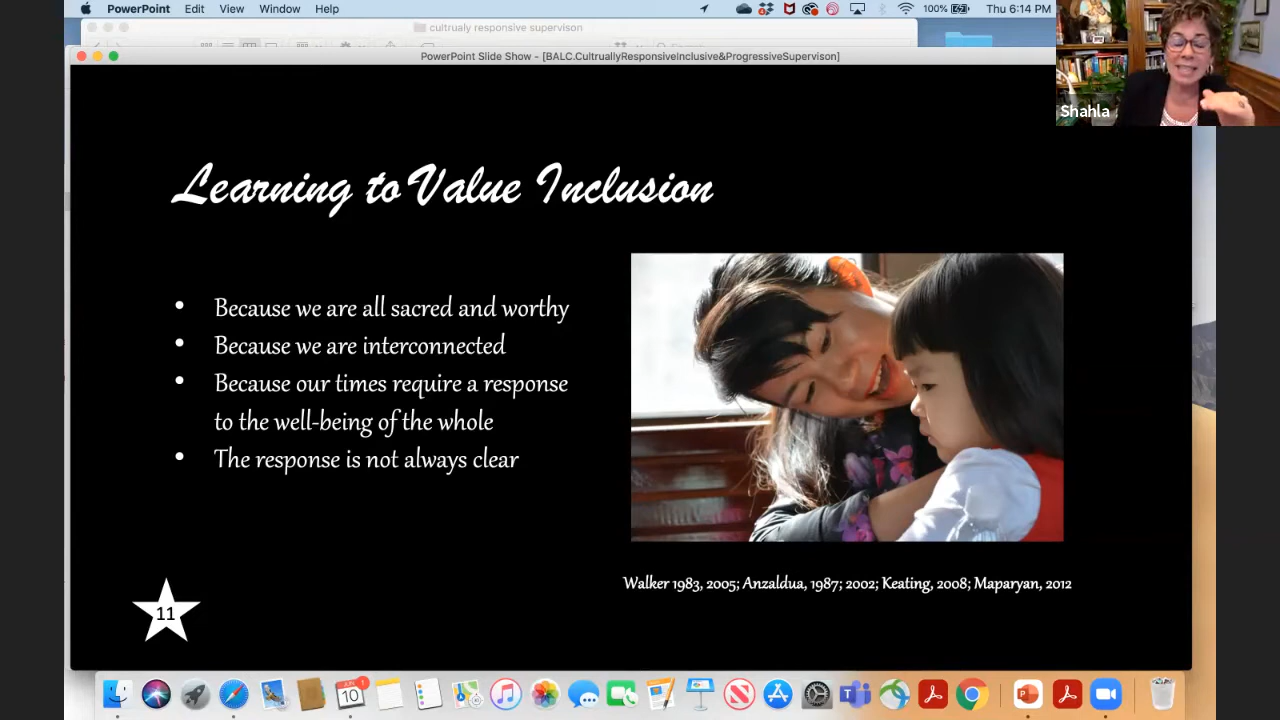 PowerPoint Edit View Window Help 100% Thu 6:14 PM
cultrualy responsive supervison
PowerPoint Slide Show - [BALC.CultruallyResponsiveInclusive&ProgressiveSupervison]
Shahla
Learning to Value Inclusion
• Because we are all sacred and worthy
• Because we are interconnected
• Because our times require a response
to the well-being of the whole
• The response is not always clear
Walker 1983, 2005; Anzaldua, 1987; 2002; Keating, 2008; Maparyan, 2012
11
JUN
10
1